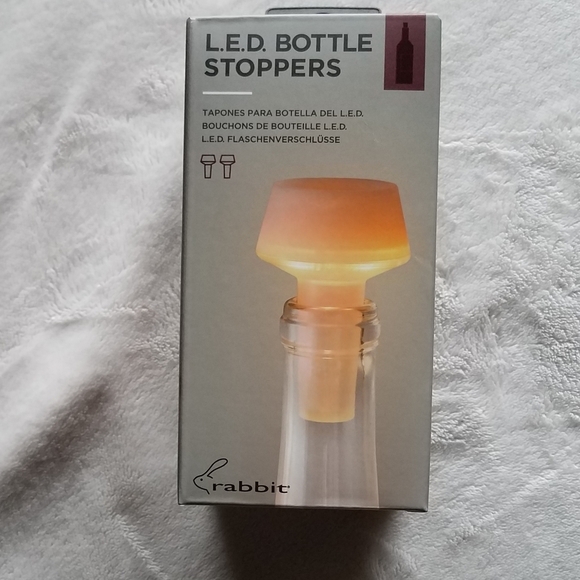 L.E.D. BOTTLE
STOPPERS
TAPONES PARA BOTELLA DEL L.E.D.
BOUCHONS DE BOUTEILLE L.E.D.
L.E.D. FLASCHENVERSCHLÜSSE
rabbit